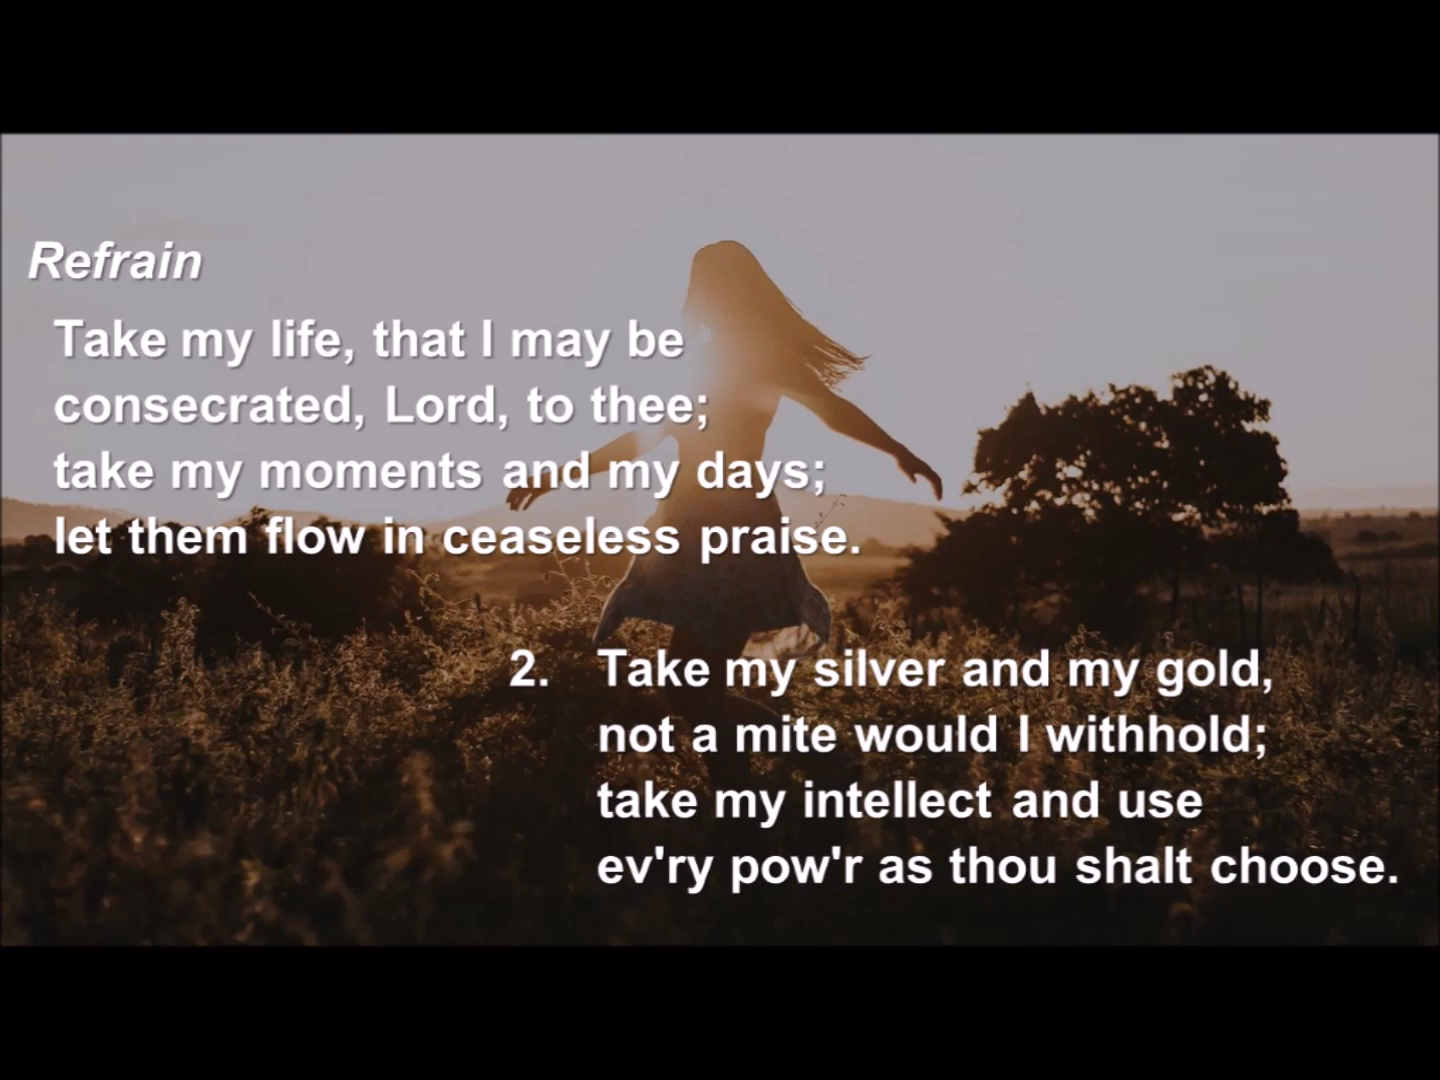 Refrain
Take my life, that I may be
consecrated, Lord, to thee;
take my moments and my days;
let them flow in ceaseless praise.
2. Take my silver and my gold,
not a mite would I withhold;
take my intellect and use
ev'ry pow'r as thou shalt choose.